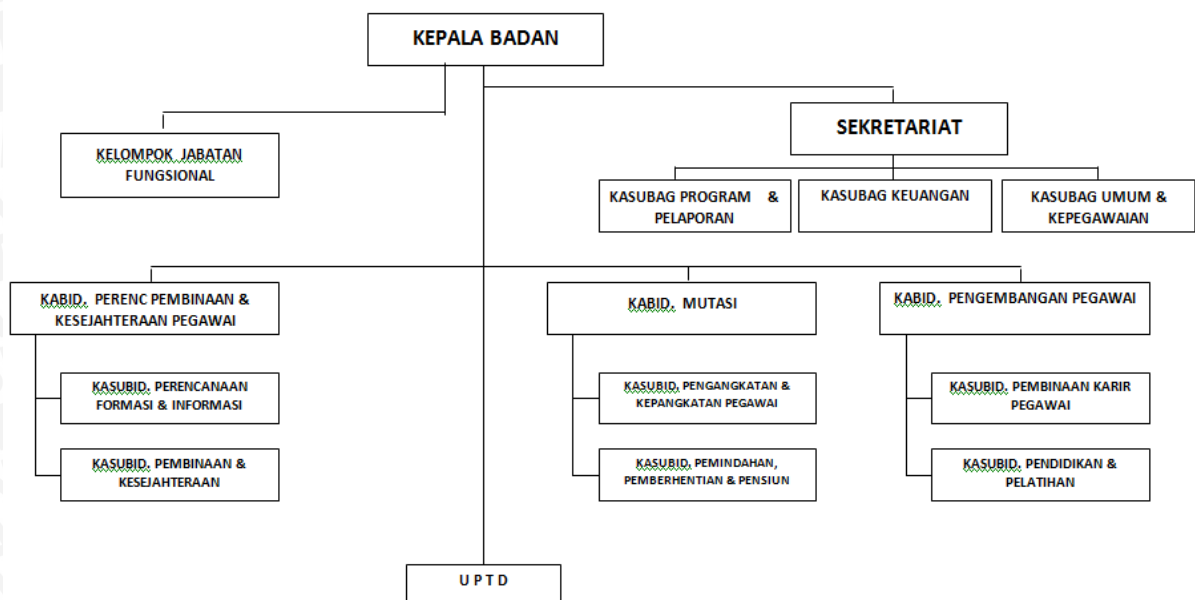 KEPALA BADAN
SEKRETARIAT
KELOMPOK JABATAN
FUNGSIONAL
KASUBAG PROGRAM &
PELAPORAN
KASUBAG KEUANGAN
KASUBAG UMUM &
KEPEGAWAIAN
KABID. PERENC PEMBINAAN &
KESEJAHTERAAN PEGAWAI
KABID. MUTASI
KABID. PENGEMBANGAN PEGAWAI
KASUBID. PERENCANAAN
FORMASI & INFORMASI
KASUBID. PENGANGKATAN &
KEPANGKATAN PEGAWAI
KASUBID. PEMBINAAN KARIR
PEGAWAI
KASUBID. PEMBINAAN &
KESEJAHTERAAN
KASUBID. PEMINDAHAN,
PEMBERHENTIAN & PENSIUN
KASUBID. PENDIDIKAN &
PELATIHAN
U P T D